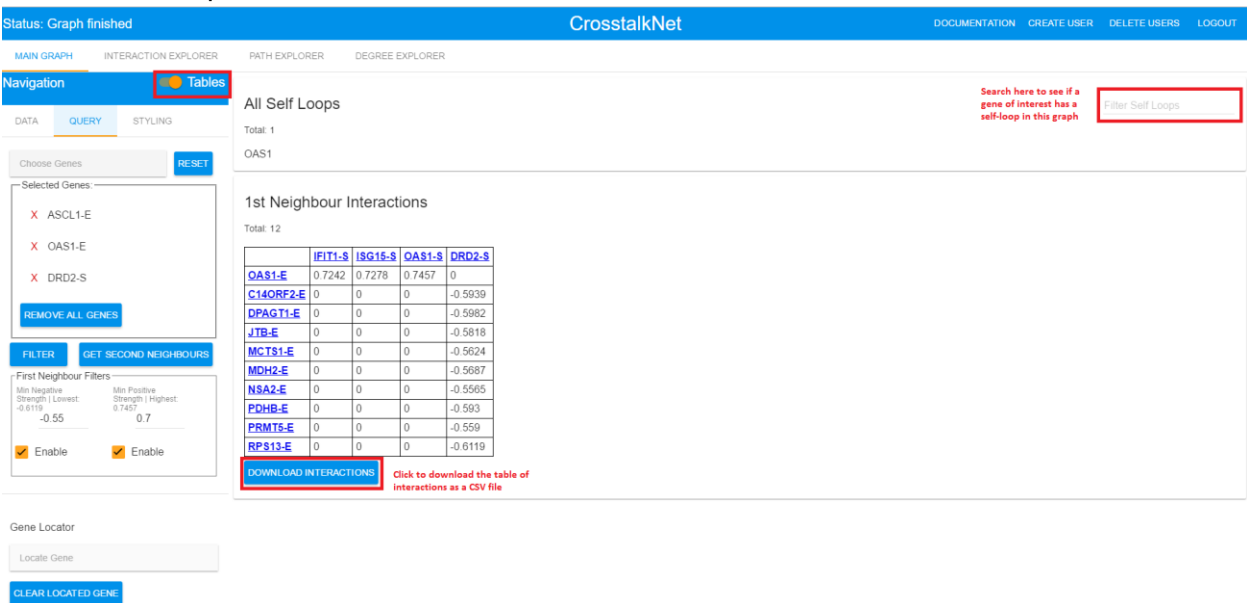 Status: Graph finished
CrosstalkNet
DOCUMENTATION CREATE USER DELETE USERS LOGOUT
MAIN GRAPH INTERACTION EXPLORER PATH EXPLORER DEGREE EXPLORER
Navigation Tables
DATA QUERY STYLING
Choose Genes RESET
Selected Genes:
X ASCL1-E
X OAS1-E
X DRD2-S
REMOVE ALL GENES
FILTER GET SECOND NEIGHBOURS
First Neighbour Filters
Min Negative
Strength | Lowest:
-0.6119
-0.55
Min Positive
Strength | Highest:
0.7457
0.7
Enable Enable
Gene Locator
Locate Gene
CLEAR LOCATED GENE
All Self Loops
Total: 1
OAS1
Search here to see if a
gene of interest has a
self-loop in this graph
Filter Self Loops
1st Neighbour Interactions
Total: 12
IFIT1-S ISG15-S OAS1-S DRD2-S
OAS1-E 0.7242 0.7278 0.7457 0
C14ORF2-E 0 0 0 -0.5939
DPAGT1-E 0 0 0 -0.5982
JTB-E 0 0 0 -0.5818
MCTS1-E 0 0 0 -0.5624
MDH2-E 0 0 0 -0.5687
NSA2-E 0 0 0 -0.5565
PDHB-E 0 0 0 -0.593
PRMT5-E 0 0 0 -0.559
RPS13-E 0 0 0 -0.6119
DOWNLOAD INTERACTIONS
Click to download the table of
interactions as a CSV file